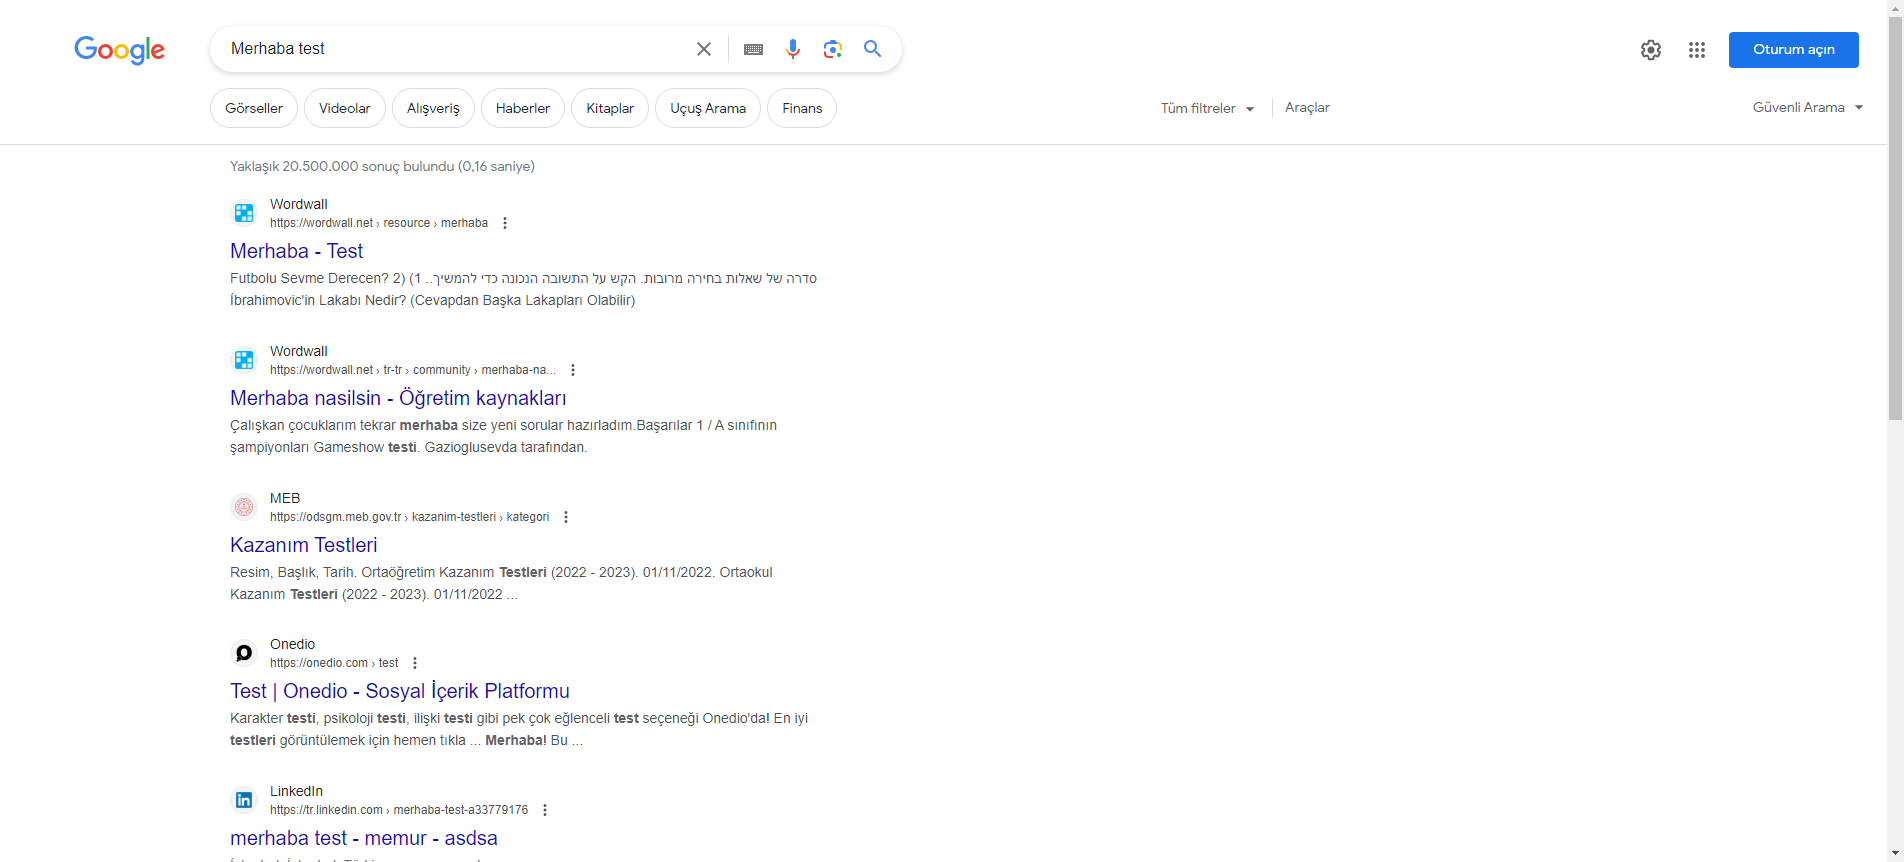 Google
Merhaba test
Oturum açın
Görseller Videolar Alışveriş Haberler Kitaplar Uçuş Arama Finans
Tüm filtreler Araçlar
Güvenli Arama
Yaklaşık 20.500.000 sonuç bulundu (0,16 saniye)
Wordwall
https://wordwall.net › resource › merhaba
Merhaba - Test
Futbolu Sevme Derecen? 2) (1 ..סדרה של שאלות בחירה מרובות. הקש על התשובה הנכונה כדי להמשיך
İbrahimovic'in Lakabı Nedir? (Cevapdan Başka Lakapları Olabilir)
Wordwall
https://wordwall.net › tr-tr › community › merhaba-na...
Merhaba nasilsin - Öğretim kaynakları
Çalışkan çocuklarım tekrar merhaba size yeni sorular hazırladım.Başarılar 1 / A sınıfının
şampiyonları Gameshow testi. Gazioglusevda tarafından.
MEB
https://odsgm.meb.gov.tr › kazanim-testleri › kategori
Kazanım Testleri
Resim, Başlık, Tarih. Ortaöğretim Kazanım Testleri (2022 - 2023). 01/11/2022. Ortaokul
Kazanım Testleri (2022 - 2023). 01/11/2022 ...
Onedio
https://onedio.com › test
Test | Onedio - Sosyal İçerik Platformu
Karakter testi, psikoloji testi, ilişki testi gibi pek çok eğlenceli test seçeneği Onedio'da! En iyi
testleri görüntülemek için hemen tıkla ... Merhaba! Bu ...
LinkedIn
https://tr.linkedin.com › merhaba-test-a33779176
merhaba test - memur - asdsa